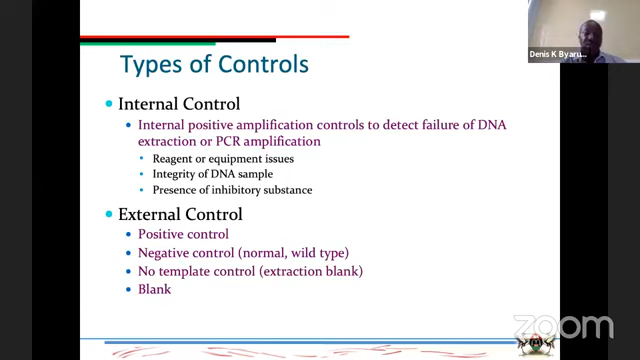 Types of Controls
Denis K Byaru...
• Internal Control
• Internal positive amplification controls to detect failure of DNA
extraction or PCR amplification
• Reagent or equipment issues
• Integrity of DNA sample
• Presence of inhibitory substance
• External Control
• Positive control
• Negative control (normal, wild type)
• No template control (extraction blank)
• Blank
zoom